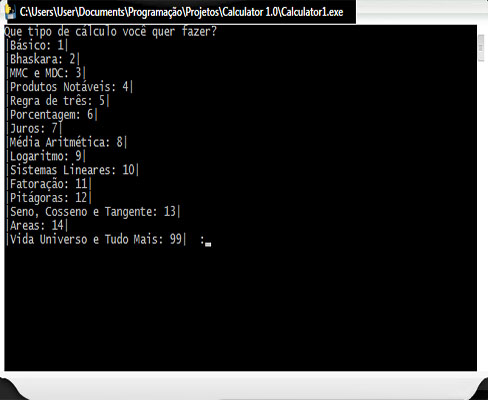 C:\Users\User\Documents\Programação\Projetos\Calculator 1.0\Calculator1.exe
Que tipo de cálculo você quer fazer?
|Básico: 1|
|Bhaskara: 2|
|MMC e MDC: 3|
|Produtos Notáveis: 4|
|Regra de três: 5|
|Porcentagem: 6|
|Juros: 7|
|Média Aritmética: 8|
|Logaritmo: 9|
|Sistemas Lineares: 10|
|Fatoração: 11|
|Pitágoras: 12|
|Seno, Cosseno e Tangente: 13|
|Areas: 14|
|Vida Universo e Tudo Mais: 99|  :_